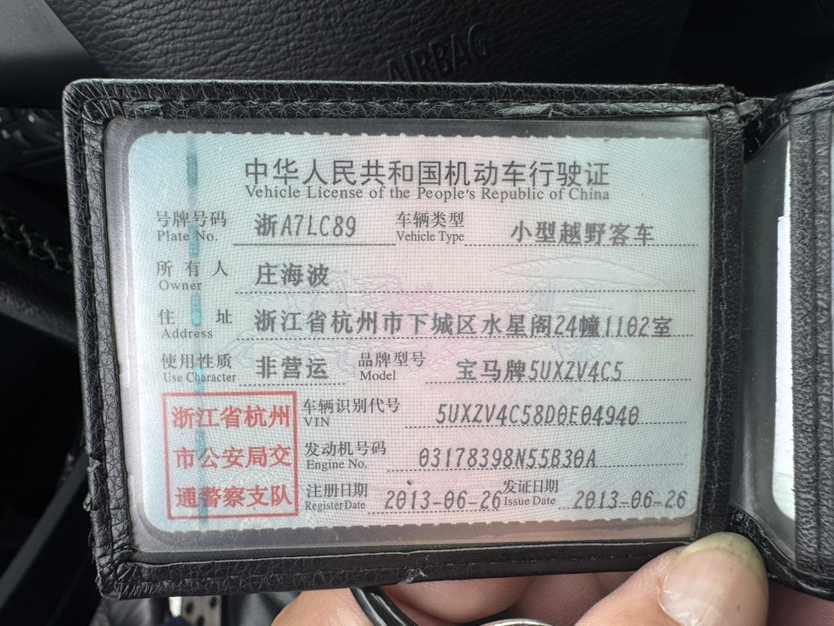 AIRBAG
中华人民共和国机动车行驶证
Vehicle License of the People's Republic of China
号牌号码 浙A7LC89 车辆类型 小型越野客车
Plate No. Vehicle Type
所有人 庄海波
Owner
住址 浙江省杭州市下城区水星阁24幢1102室
Address
使用性质 非营运 品牌型号 宝马牌5UXZV4C5
Use Character Model
浙江省杭州
市公安局交
通警察支队
车辆识别代号 5UXZV4C58D0E04940
VIN
发动机号码 03178398N55B30A
Engine No.
注册日期 2013-06-26 发证日期 2013-06-26
Register Date Issue Date